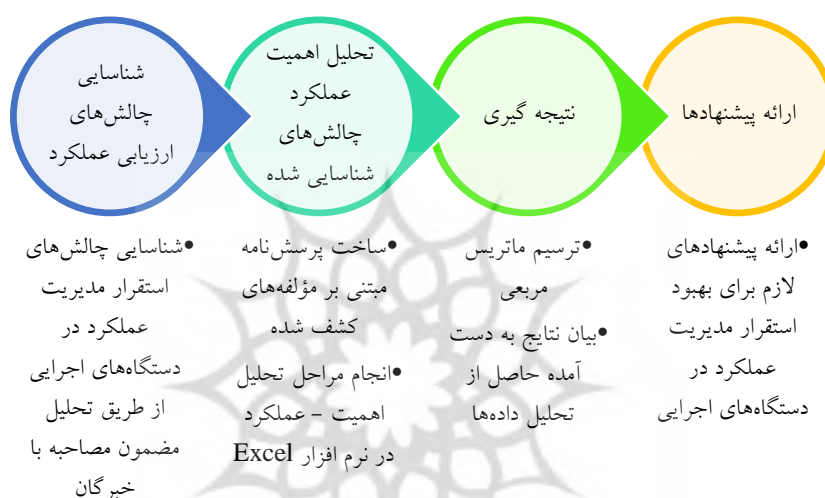 شناسایی
چالش‌های
ارزیابی عملکرد
تحلیل اهمیت
عملکرد
چالش‌های
شناسایی شده
نتیجه گیری
ارائه پیشنهادها
•شناسایی چالش‌های
استقرار مدیریت
عملکرد در
دستگاه‌های اجرایی
از طریق تحلیل
مضمون مصاحبه با
خبرگان
•ساخت پرسش‌نامه
مبتنی بر مؤلفه‌های
کشف شده
•انجام مراحل تحلیل
اهمیت – عملکرد
در نرم افزار Excel
•ترسیم ماتریس
مربعی
•بیان نتایج به دست
آمده حاصل از
تحلیل داده‌ها
•ارائه پیشنهادهای
لازم برای بهبود
استقرار مدیریت
عملکرد در
دستگاه‌های اجرایی